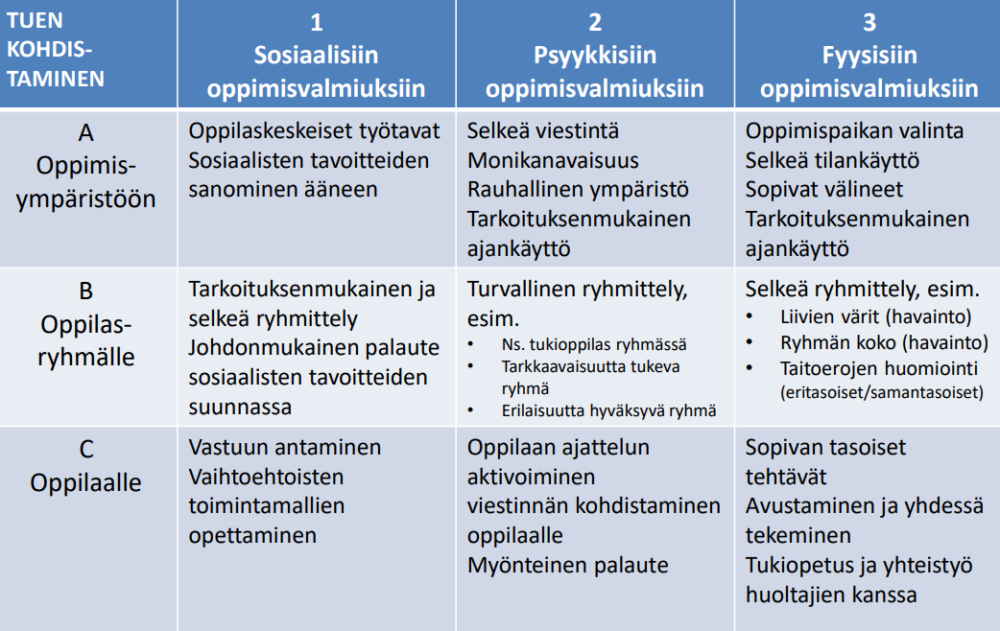 TUEN
KOHDIS-
TAMINEN
1
Sosiaalisiin
oppimisvalmiuksiin
2
Psyykkisiin
oppimisvalmiuksiin
3
Fyysisiin
oppimisvalmiuksiin
A
Oppimis-
ympäristöön
Oppilaskeskeiset työtavat
Sosiaalisten tavoitteiden
sanominen ääneen
Selkeä viestintä
Monikanavaisuus
Rauhallinen ympäristö
Tarkoituksenmukainen
ajankäyttö
Oppimispaikan valinta
Selkeä tilankäyttö
Sopivat välineet
Tarkoituksenmukainen
ajankäyttö
B
Oppilas-
ryhmälle
Tarkoituksenmukainen ja
selkeä ryhmittely
Johdonmukainen palaute
sosiaalisten tavoitteiden
suunnassa
Turvallinen ryhmittely,
esim.
• Ns. tukioppilas ryhmässä
• Tarkkaavaisuutta tukeva
ryhmä
• Erilaisuutta hyväksyvä ryhmä
Selkeä ryhmittely, esim.
• Liivien värit (havainto)
• Ryhmän koko (havainto)
• Taitoerojen huomiointi
(eritasoiset/samantasoiset)
C
Oppilaalle
Vastuun antaminen
Vaihtoehtoisten
toimintamallien
opettaminen
Oppilaan ajattelun
aktivoiminen
viestinnän kohdistaminen
oppilaalle
Myönteinen palaute
Sopivan tasoiset
tehtävät
Avustaminen ja yhdessä
tekeminen
Tukiopetus ja yhteistyö
huoltajien kanssa